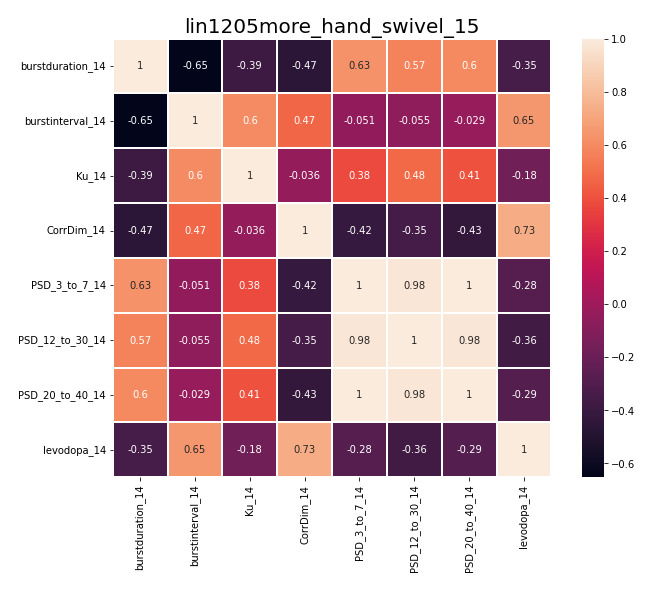 lin1205more_hand_swivel_15
burstduration_14 1 -0.65 -0.39 -0.47 0.63 0.57 0.6 -0.35
burstinterval_14 -0.65 1 0.6 0.47 -0.051 -0.055 -0.029 0.65
Ku_14 -0.39 0.6 1 -0.036 0.38 0.48 0.41 -0.18
CorrDim_14 -0.47 0.47 -0.036 1 -0.42 -0.35 -0.43 0.73
PSD_3_to_7_14 0.63 -0.051 0.38 -0.42 1 0.98 1 -0.28
PSD_12_to_30_14 0.57 -0.055 0.48 -0.35 0.98 1 0.98 -0.36
PSD_20_to_40_14 0.6 -0.029 0.41 -0.43 1 0.98 1 -0.29
levodopa_14 -0.35 0.65 -0.18 0.73 -0.28 -0.36 -0.29 1
burstduration_14
burstinterval_14
Ku_14
CorrDim_14
PSD_3_to_7_14
PSD_12_to_30_14
PSD_20_to_40_14
levodopa_14
1.0
0.8
0.6
0.4
0.2
0.0
−0.2
−0.4
−0.6